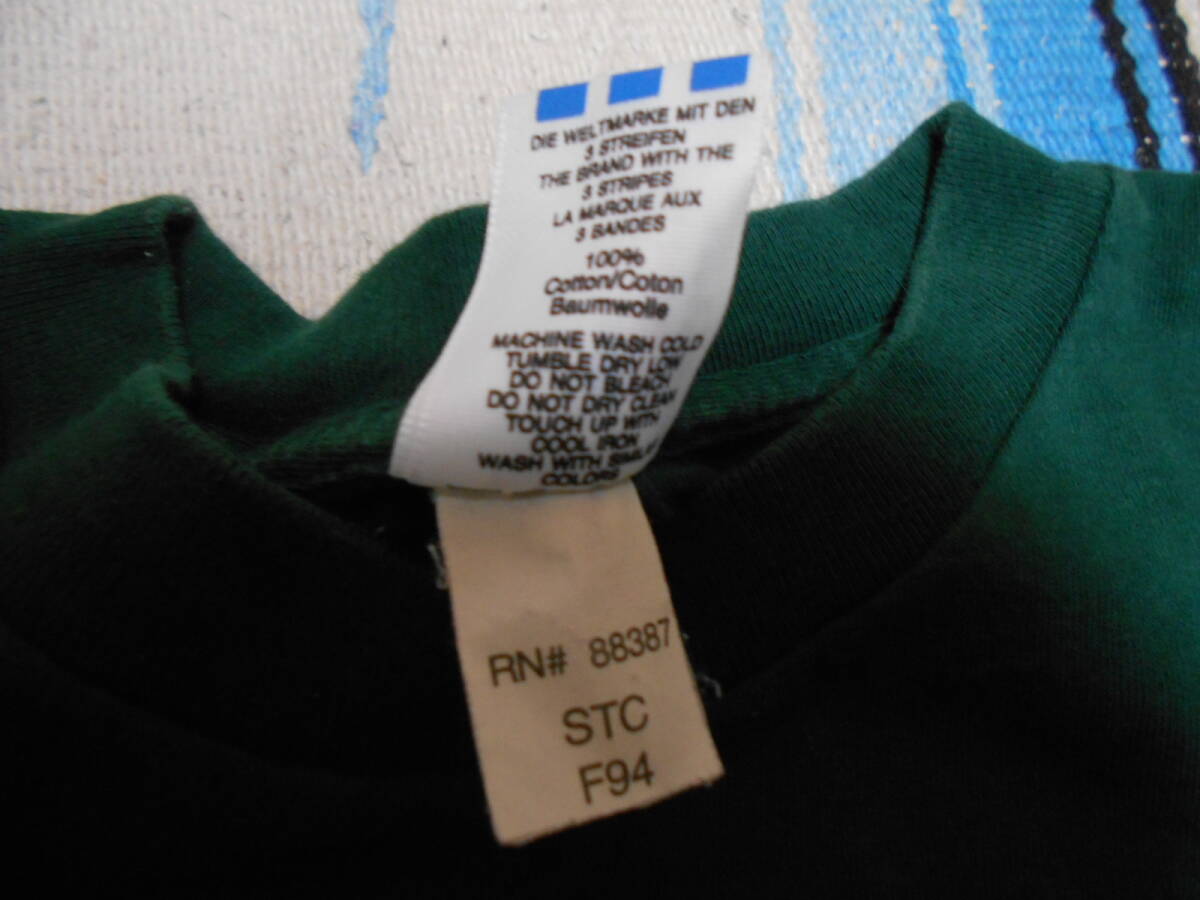 DIE WELTMARKE MIT DEN
3 STREIFEN
THE BRAND WITH THE
3 STRIPES
LA MARQUE AUX
3 BANDES
100%
Cotton/Coton
Baumwolle
MACHINE WASH COLD
TUMBLE DRY LOW
DO NOT BLEACH
DO NOT DRY CLEAN
TOUCH UP WITH
COOL IRON
WASH WITH SIMILAR
COLORS
RN# 88387
STC
F94